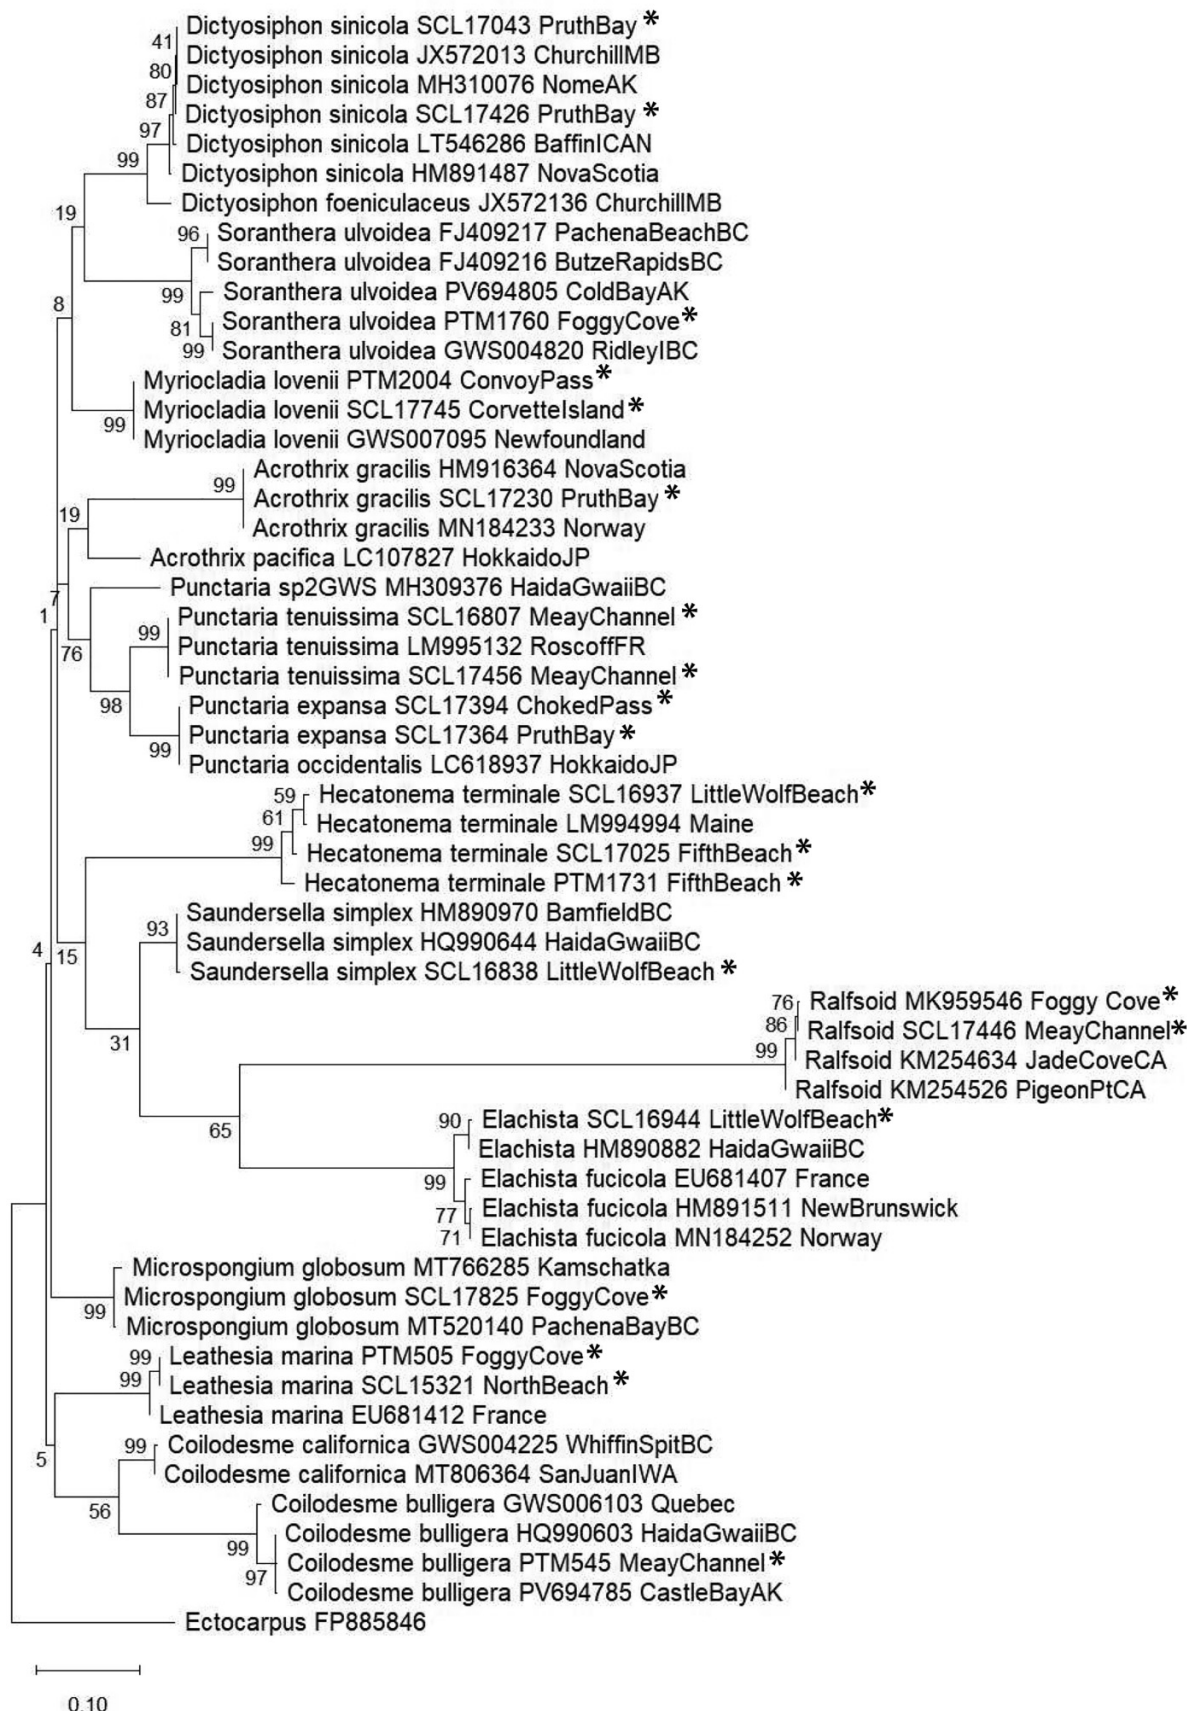 Dictyosiphon sinicola SCL17043 PruthBay *
41
Dictyosiphon sinicola JX572013 ChurchillMB
80
Dictyosiphon sinicola MH310076 NomeAK
87
Dictyosiphon sinicola SCL17426 PruthBay *
97
Dictyosiphon sinicola LT546286 BaffinICAN
99
Dictyosiphon sinicola HM891487 NovaScotia
Dictyosiphon foeniculaceus JX572136 ChurchillMB
19
96 Soranthera ulvoidea FJ409217 PachenaBeachBC
Soranthera ulvoidea FJ409216 ButzeRapidsBC
99 Soranthera ulvoidea PV694805 ColdBayAK
8
81 Soranthera ulvoidea PTM1760 FoggyCove*
99 Soranthera ulvoidea GWS004820 RidleyIBC
Myriocladia lovenii PTM2004 ConvoyPass*
Myriocladia lovenii SCL17745 CorvetteIsland*
99
Myriocladia lovenii GWS007095 Newfoundland
Acrothrix gracilis HM916364 NovaScotia
99
Acrothrix gracilis SCL17230 PruthBay *
19
Acrothrix gracilis MN184233 Norway
Acrothrix pacifica LC107827 HokkaidoJP
7
Punctaria sp2GWS MH309376 HaidaGwaiiBC
1
Punctaria tenuissima SCL16807 MeayChannel *
99
Punctaria tenuissima LM995132 RoscoffFR
76
Punctaria tenuissima SCL17456 MeayChannel*
98 Punctaria expansa SCL17394 ChokedPass*
Punctaria expansa SCL17364 PruthBay *
99
Punctaria occidentalis LC618937 HokkaidoJP
59 Hecatonema terminale SCL16937 LittleWolfBeach*
61
Hecatonema terminale LM994994 Maine
99
Hecatonema terminale SCL17025 FifthBeach*
Hecatonema terminale PTM1731 FifthBeach *
Saundersella simplex HM890970 BamfieldBC
93
Saundersella simplex HQ990644 HaidaGwaiiBC
4
15
Saundersella simplex SCL16838 LittleWolfBeach *
76 Ralfsoid MK959546 Foggy Cove*
86 Ralfsoid SCL17446 MeayChannel*
31
99
Ralfsoid KM254634 JadeCoveCA
Ralfsoid KM254526 PigeonPtCA
90 Elachista SCL16944 LittleWolfBeach*
65
Elachista HM890882 HaidaGwaiiBC
99 Elachista fucicola EU681407 France
77 Elachista fucicola HM891511 NewBrunswick
71 Elachista fucicola MN184252 Norway
Microspongium globosum MT766285 Kamschatka
Microspongium globosum SCL17825 FoggyCove*
99
Microspongium globosum MT520140 PachenaBayBC
99 Leathesia marina PTM505 FoggyCove*
99 Leathesia marina SCL15321 NorthBeach *
Leathesia marina EU681412 France
99 Coilodesme californica GWS004225 WhiffinSpitBC
5
Coilodesme californica MT806364 SanJuanIWA
56
Coilodesme bulligera GWS006103 Quebec
Coilodesme bulligera HQ990603 HaidaGwaiiBC
99
Coilodesme bulligera PTM545 MeayChannel*
97
Coilodesme bulligera PV694785 CastleBayAK
Ectocarpus FP885846
0.10